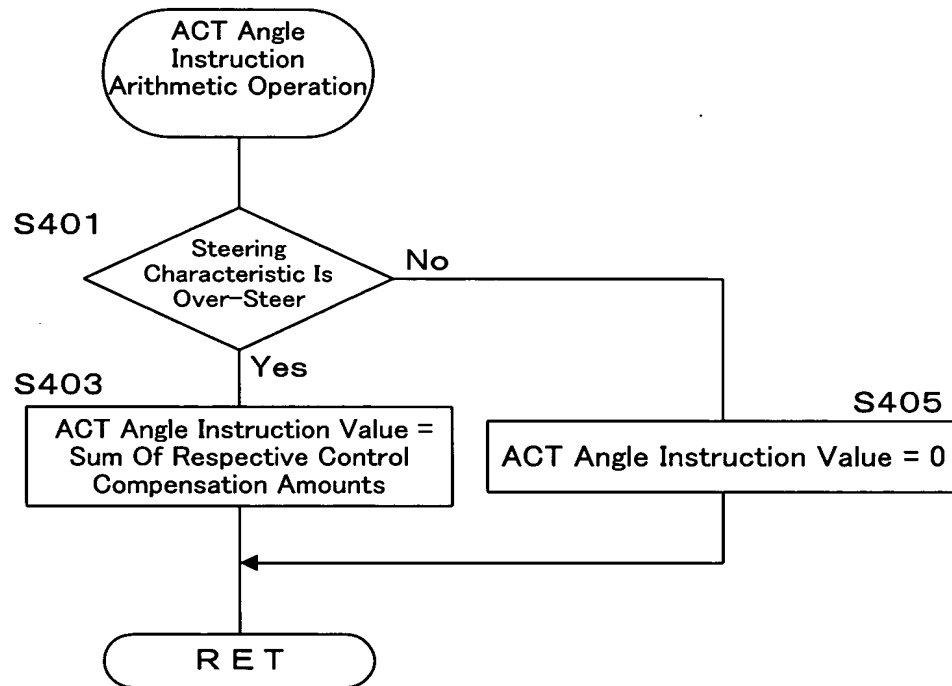 ACT Angle
Instruction
Arithmetic Operation
S401
Steering
Characteristic Is
Over-Steer
No
Yes
S403
ACT Angle Instruction Value =
Sum Of Respective Control
Compensation Amounts
S405
ACT Angle Instruction Value = 0
RET